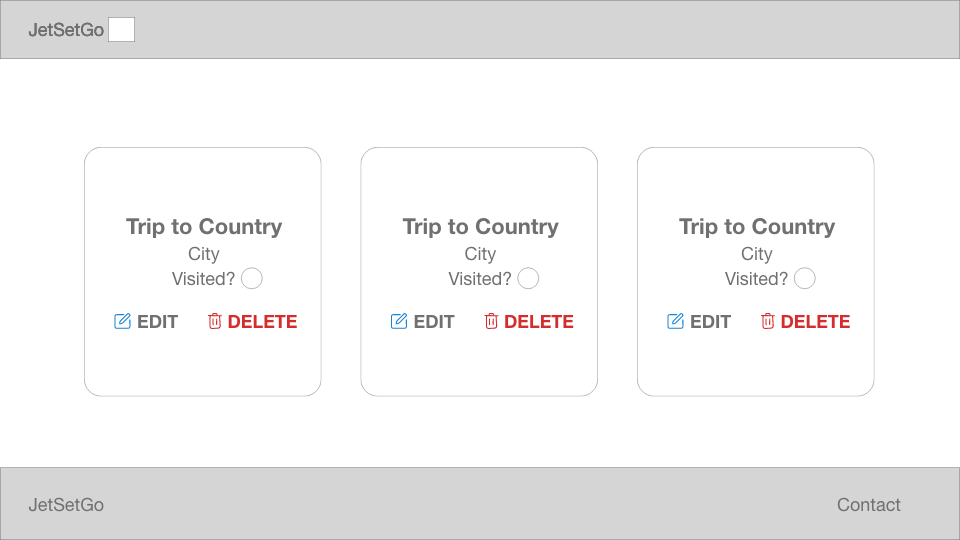 JetSetGo
Trip to Country
City
Visited?
EDIT DELETE
Trip to Country
City
Visited?
EDIT DELETE
Trip to Country
City
Visited?
EDIT DELETE
JetSetGo
Contact